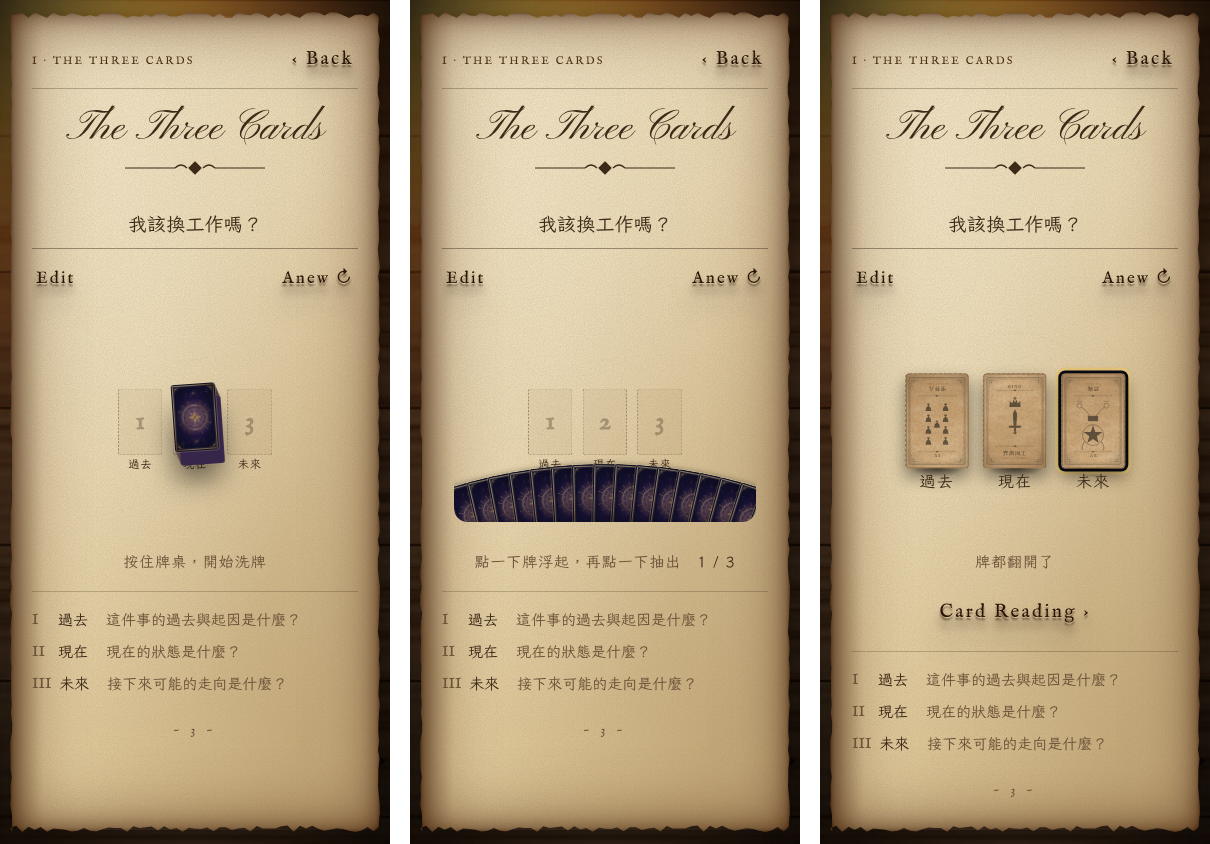 I · THE THREE CARDS
‹ Back
The Three Cards
我該換工作嗎？
Edit
Anew ↻
1
3
過去
現在
未來
按住牌桌，開始洗牌
I 過去 這件事的過去與起因是什麼？
II 現在 現在的狀態是什麼？
III 未來 接下來可能的走向是什麼？
~ 3 ~
I · THE THREE CARDS
‹ Back
The Three Cards
我該換工作嗎？
Edit
Anew ↻
1
2
3
過去
現在
未來
點一下牌浮起，再點一下抽出 1 / 3
I 過去 這件事的過去與起因是什麼？
II 現在 現在的狀態是什麼？
III 未來 接下來可能的走向是什麼？
~ 3 ~
I · THE THREE CARDS
‹ Back
The Three Cards
我該換工作嗎？
Edit
Anew ↻
過去
現在
未來
牌都翻開了
Card Reading ›
I 過去 這件事的過去與起因是什麼？
II 現在 現在的狀態是什麼？
III 未來 接下來可能的走向是什麼？
~ 3 ~